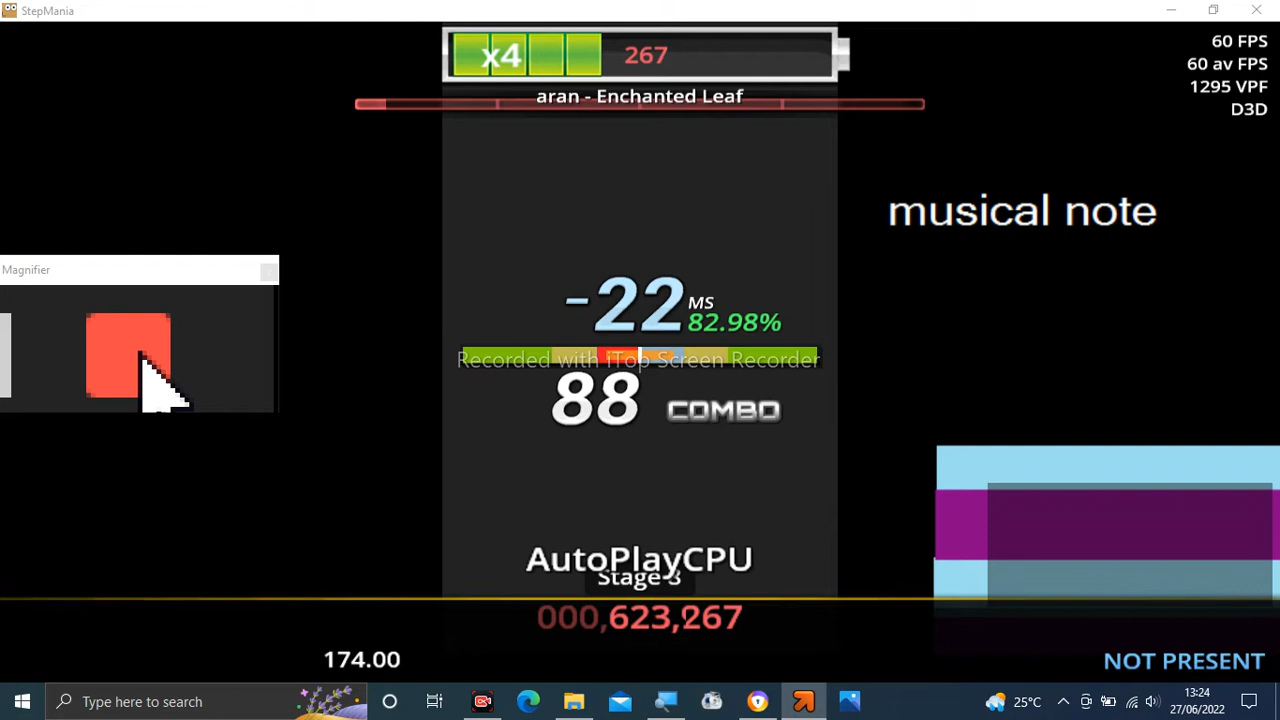 StepMania
x4
267
60 FPS
60 av FPS
1295 VPF
D3D
aran - Enchanted Leaf
musical note
Magnifier
-22
MS
82.98%
Recorded with iTop Screen Recorder
88 COMBO
AutoPlayCPU
Stage 3
000,623,267
174.00
NOT PRESENT
Type here to search
25°C
13:24
27/06/2022